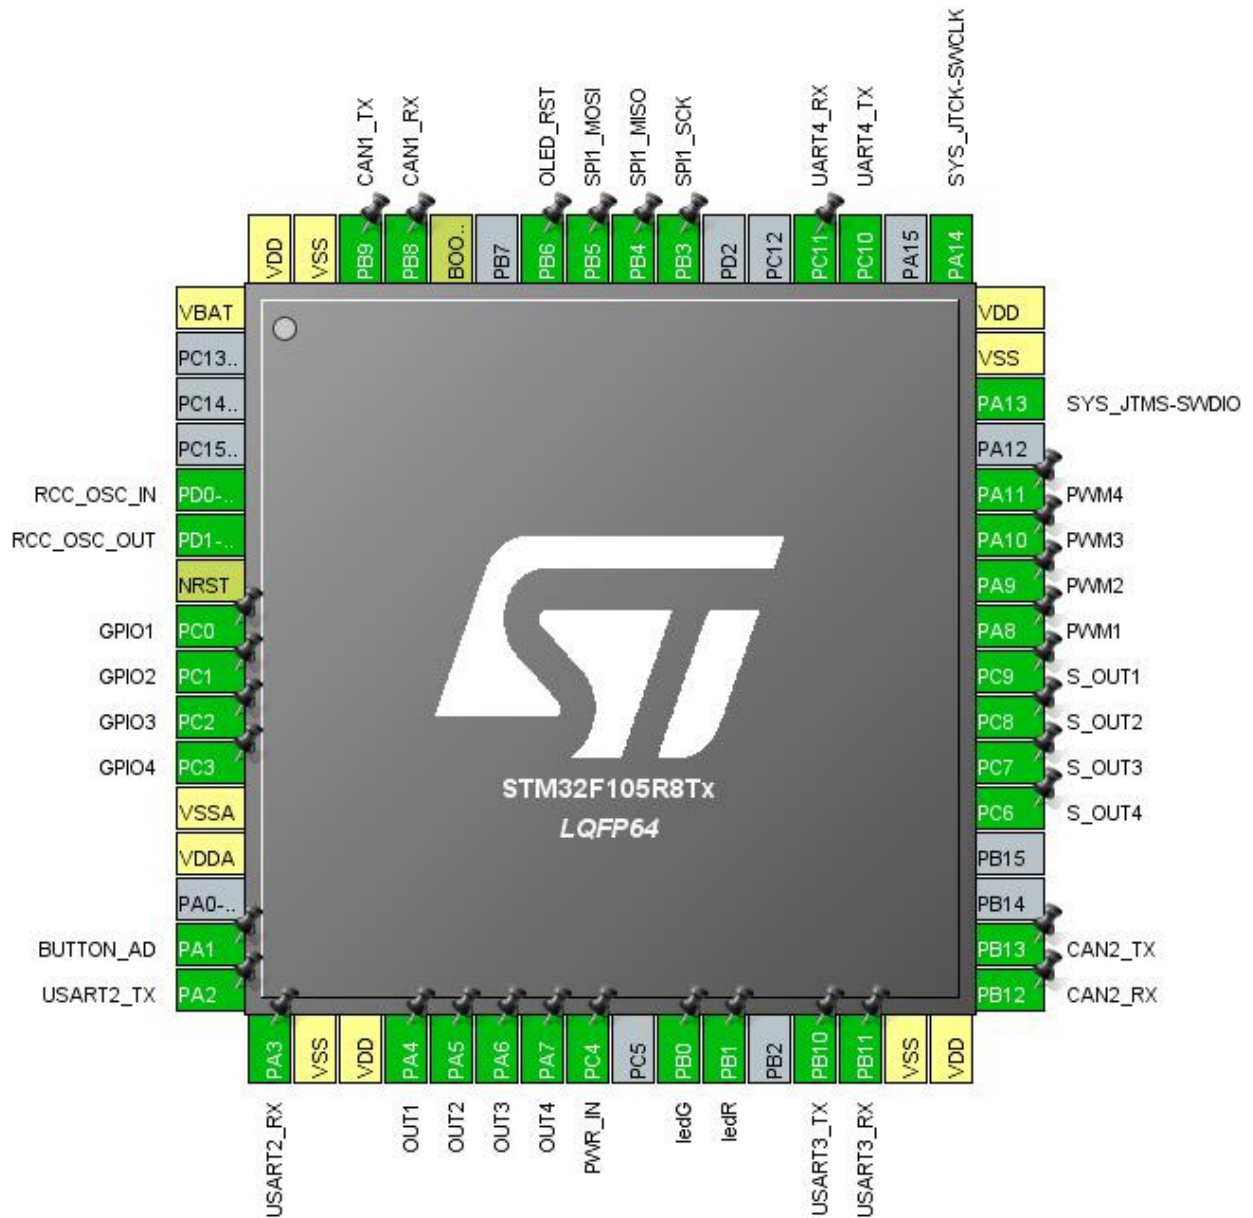 CAN1_TX
CAN1_RX
OLED_RST
SPI1_MOSI
SPI1_MISO
SPI1_SCK
UART4_RX
UART4_TX
SYS_JTCK-SWCLK
VDD
VSS
PB9
PB8
BOO..
PB7
PB6
PB5
PB4
PB3
PD2
PC12
PC11
PC10
PA15
PA14
VBAT
PC13..
PC14..
PC15..
RCC_OSC_IN PD0-..
RCC_OSC_OUT PD1-..
NRST
GPIO1 PC0
GPIO2 PC1
GPIO3 PC2
GPIO4 PC3
VSSA
VDDA
PA0-..
BUTTON_AD PA1
USART2_TX PA2
ST
STM32F105R8Tx
LQFP64
VDD
VSS
PA13 SYS_JTMS-SWDIO
PA12
PA11 PWM4
PA10 PWM3
PA9 PWM2
PA8 PWM1
PC9 S_OUT1
PC8 S_OUT2
PC7 S_OUT3
PC6 S_OUT4
PB15
PB14
PB13 CAN2_TX
PB12 CAN2_RX
PA3
VSS
VDD
PA4
PA5
PA6
PA7
PC4
PC5
PB0
PB1
PB2
PB10
PB11
VSS
VDD
USART2_RX
OUT1
OUT2
OUT3
OUT4
PWR_IN
ledG
ledR
USART3_TX
USART3_RX